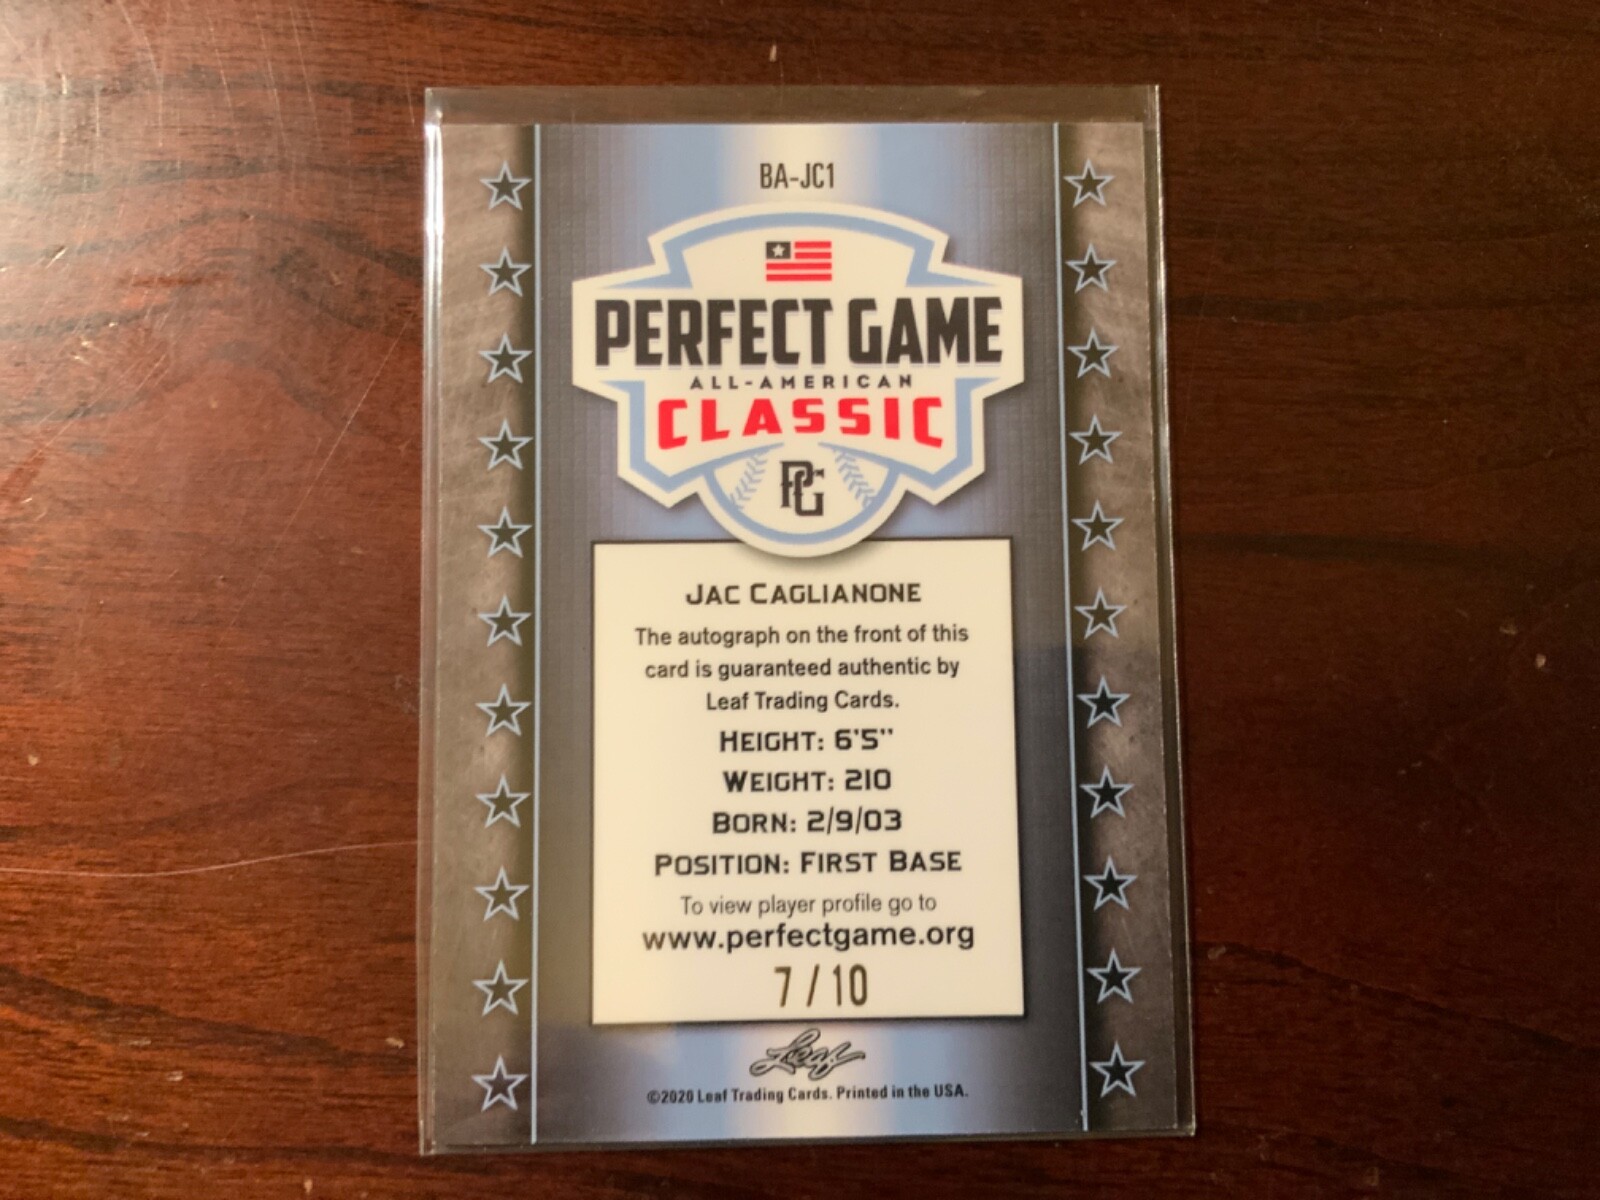 BA-JC1
PERFECT GAME
ALL-AMERICAN
CLASSIC
PG
JAC CAGLIANONE
The autograph on the front of this
card is guaranteed authentic by
Leaf Trading Cards.
HEIGHT: 6'5"
WEIGHT: 210
BORN: 2/9/03
POSITION: FIRST BASE
To view player profile go to
www.perfectgame.org
7/10
Leaf
©2020 Leaf Trading Cards. Printed in the USA.